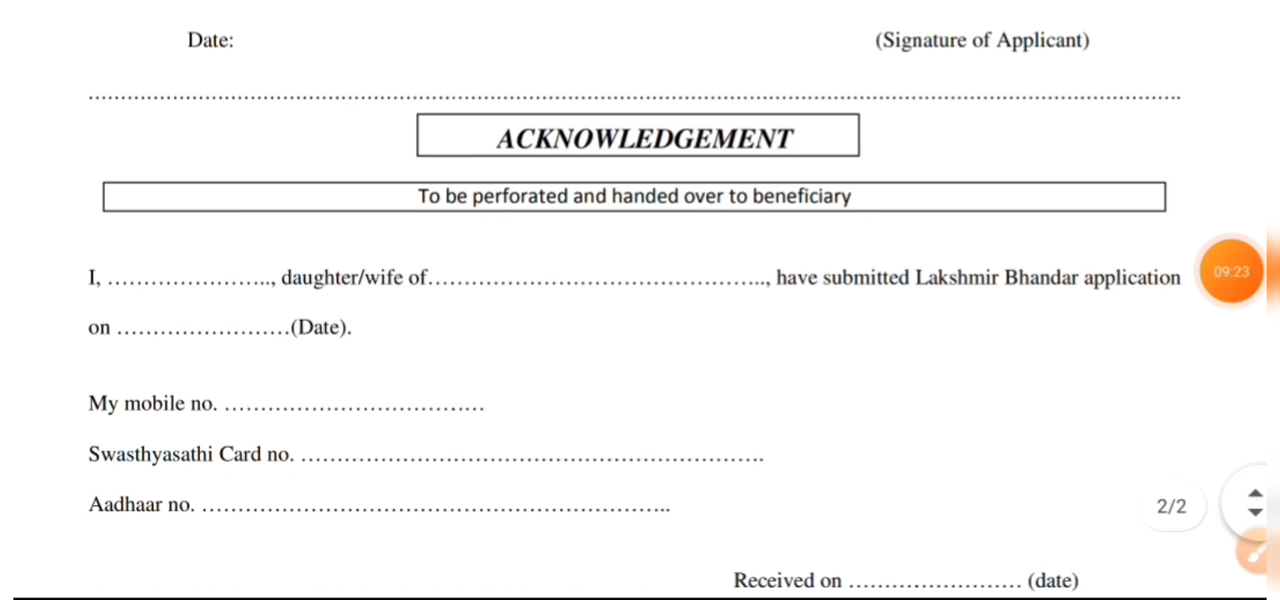 Date: (Signature of Applicant)
................................................................................................................................................................
ACKNOWLEDGEMENT
To be perforated and handed over to beneficiary
I, ........................, daughter/wife of................................................, have submitted Lakshmir Bhandar application
09:23
on ........................(Date).
My mobile no. ....................................
Swasthyasathi Card no. ................................................................
Aadhaar no. ................................................................
2/2
Received on ........................ (date)